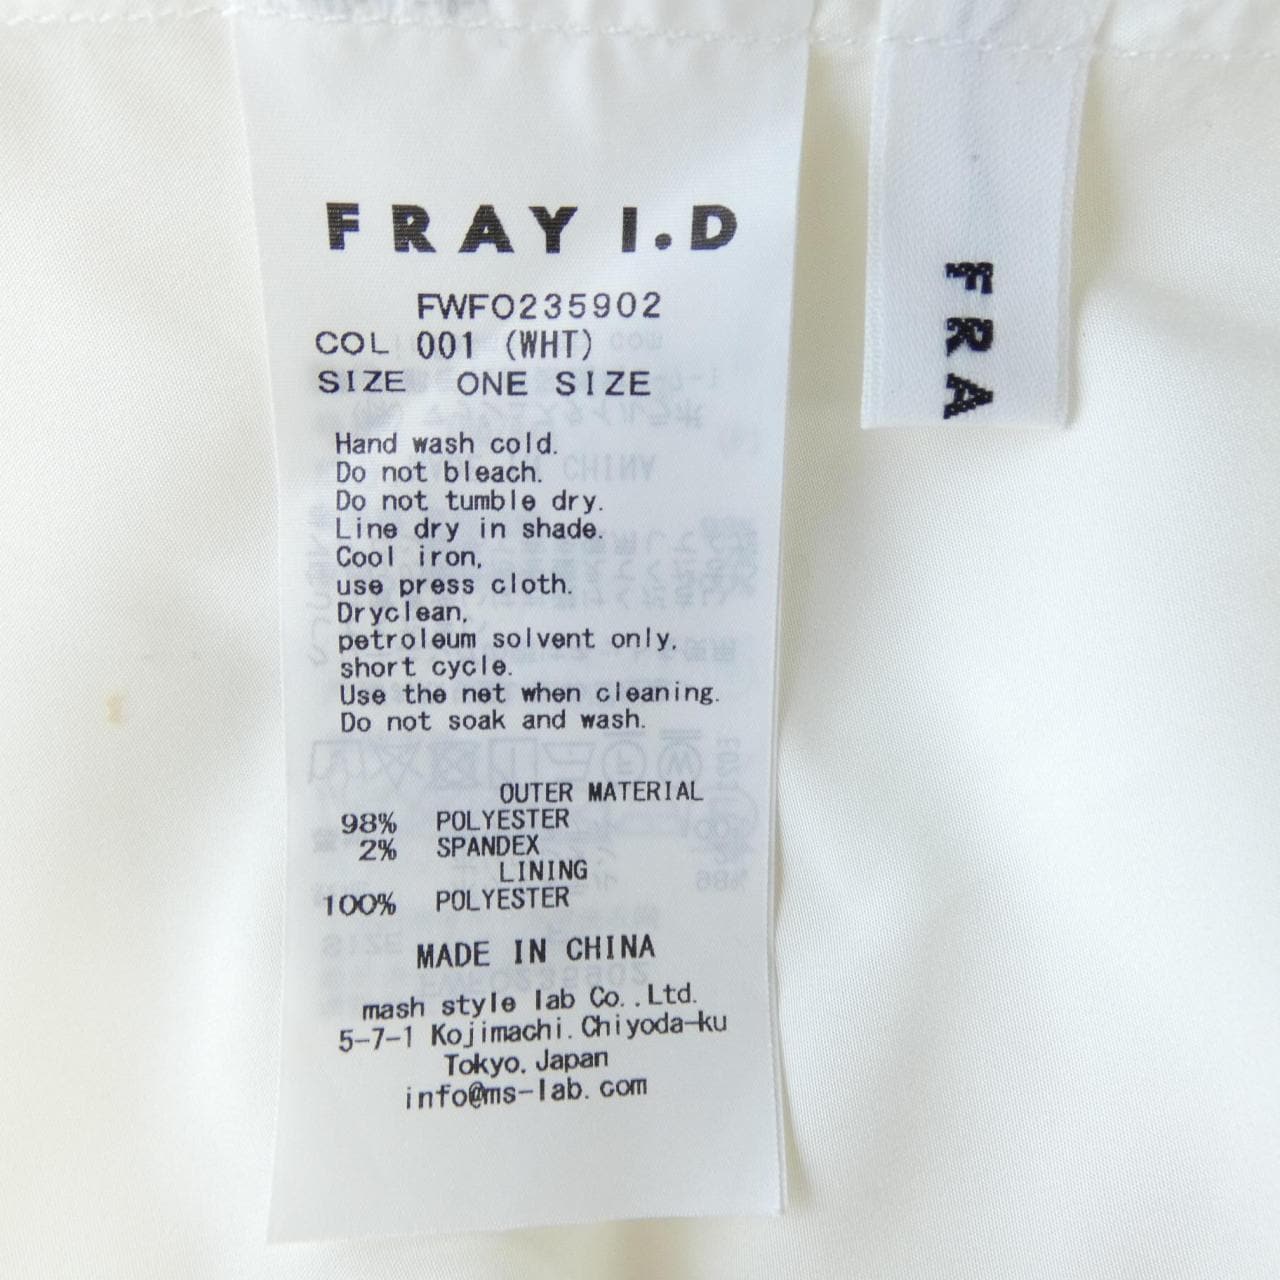 FRAY I.D
FWFO235902
COL 001 (WHT)
SIZE ONE SIZE
Hand wash cold.
Do not bleach.
Do not tumble dry.
Line dry in shade.
Cool iron,
use press cloth.
Dryclean,
petroleum solvent only,
short cycle.
Use the net when cleaning.
Do not soak and wash.
OUTER MATERIAL
98% POLYESTER
2% SPANDEX
LINING
100% POLYESTER
MADE IN CHINA
mash style lab Co..Ltd.
5-7-1 Kojimachi.Chiyoda-ku
Tokyo.Japan
info@ms-lab.com
FRA